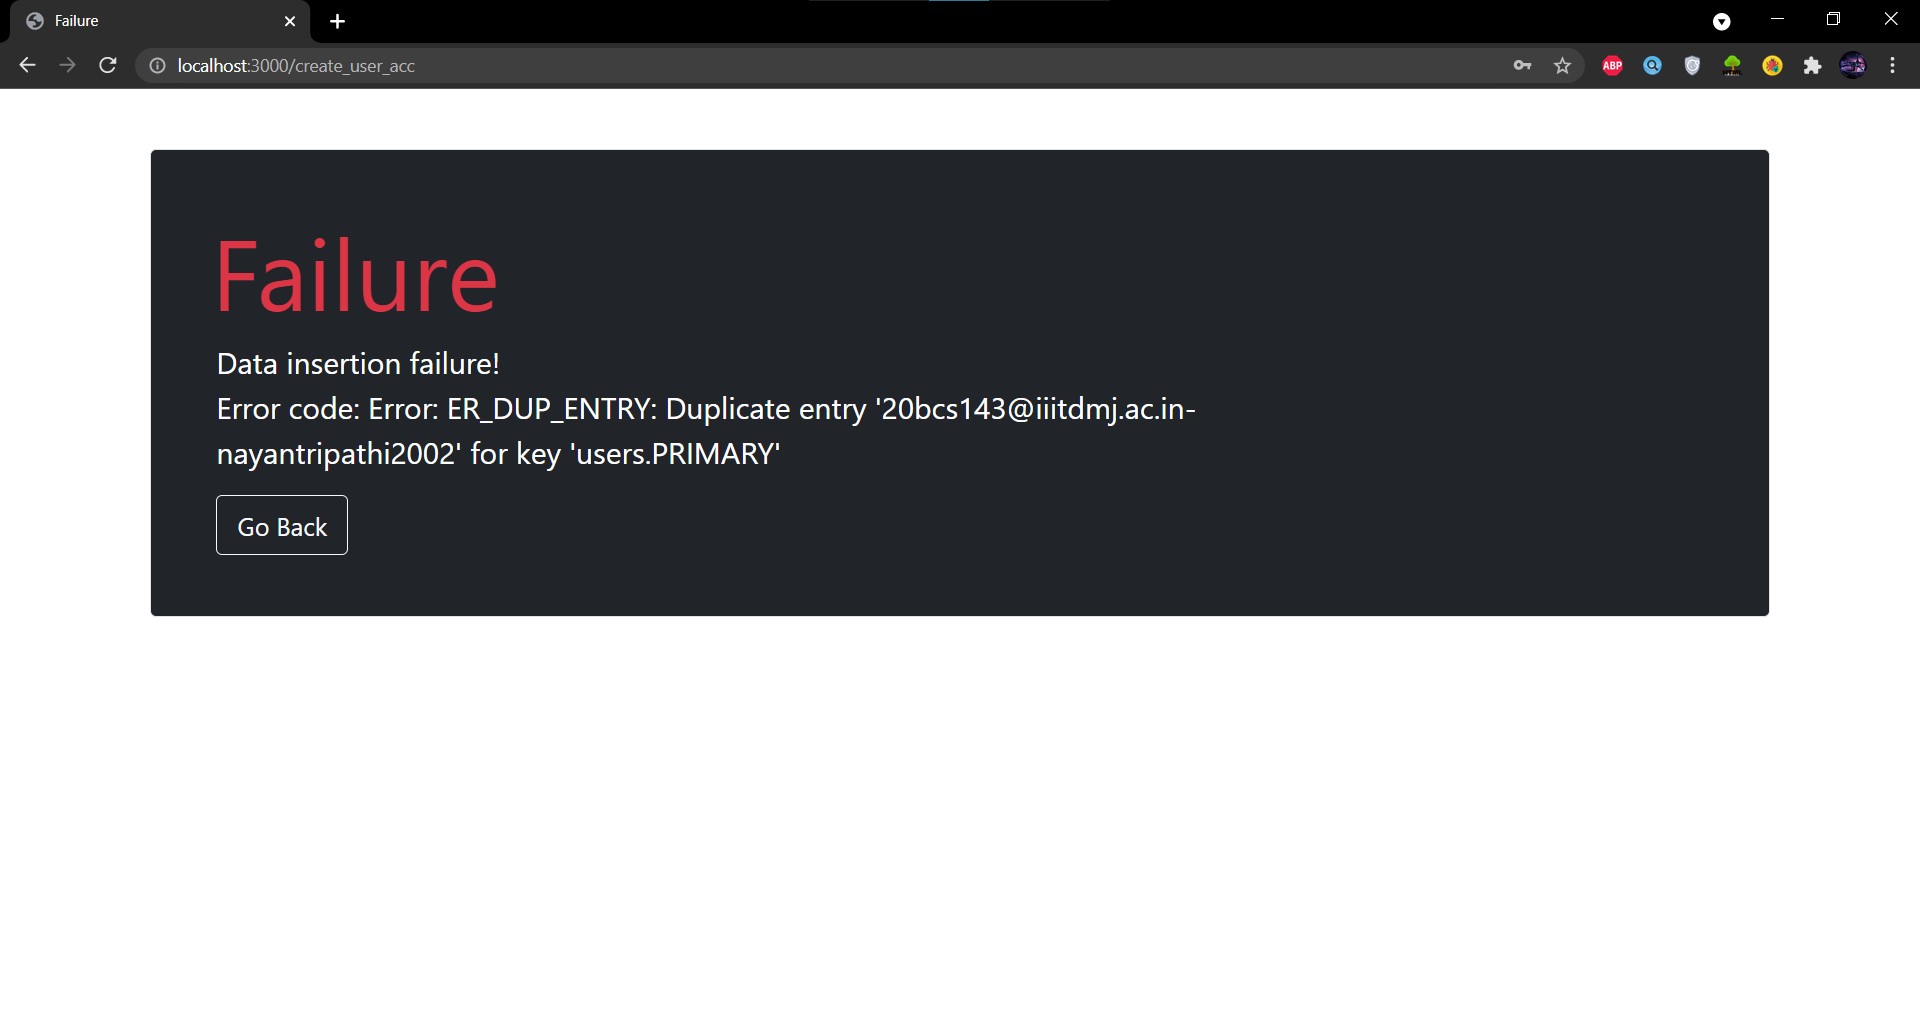 Failure
localhost:3000/create_user_acc
ABP
Failure
Data insertion failure!
Error code: Error: ER_DUP_ENTRY: Duplicate entry '20bcs143@iiitdmj.ac.in-
nayantripathi2002' for key 'users.PRIMARY'
Go Back